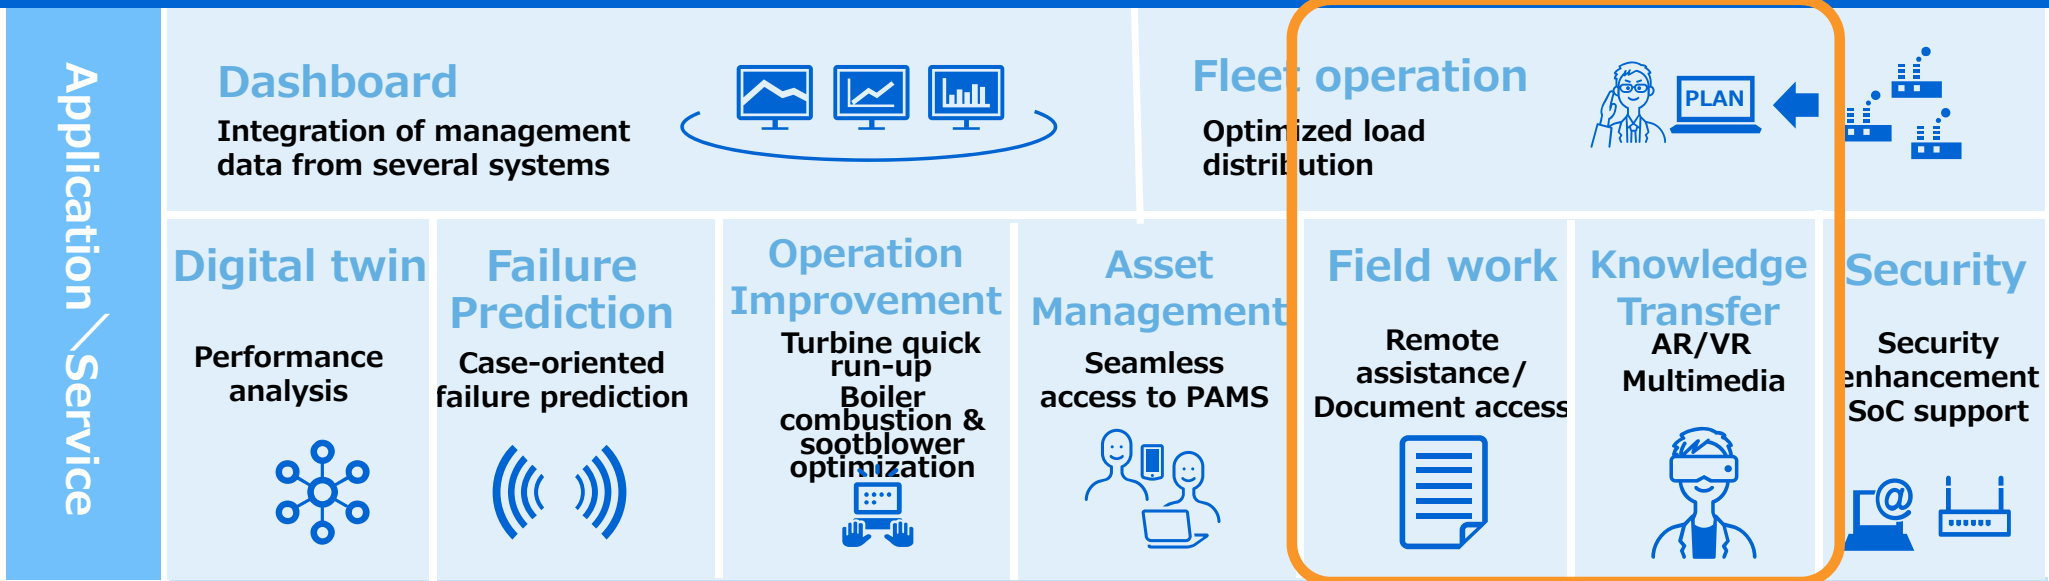 Application／Service
Dashboard
Integration of management
data from several systems
Fleet operation
Optimized load
distribution
PLAN
Digital twin
Performance
analysis
Failure
Prediction
Case-oriented
failure prediction
Operation
Improvement
Turbine quick
run-up
Boiler
combustion &
sootblower
optimization
Asset
Management
Seamless
access to PAMS
Field work
Remote
assistance/
Document access
Knowledge
Transfer
AR/VR
Multimedia
Security
Security
enhancement
SoC support
@